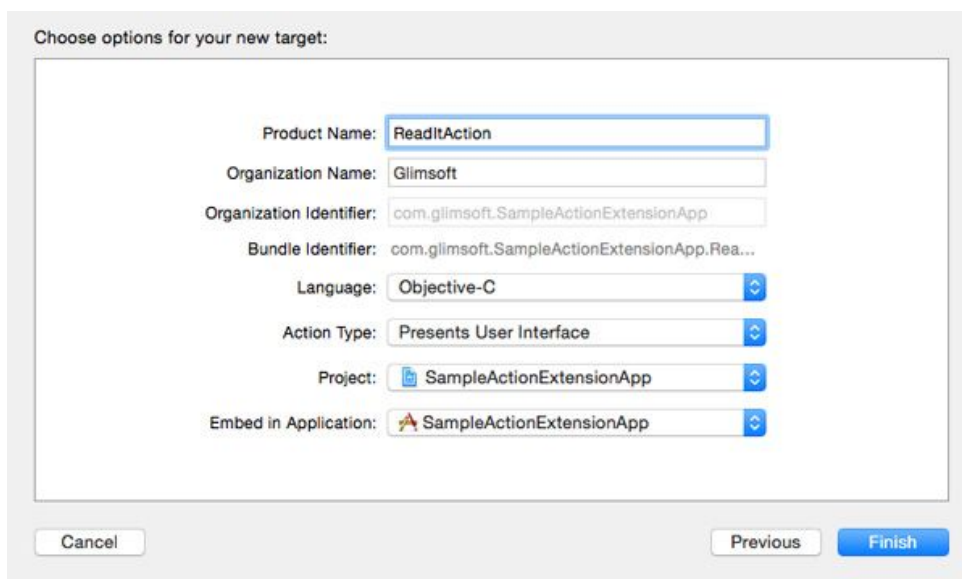 Choose options for your new target:
Product Name: ReadItAction
Organization Name: Glimsoft
Organization Identifier: com.glimsoft.SampleActionExtensionApp
Bundle Identifier: com.glimsoft.SampleActionExtensionApp.Rea...
Language: Objective-C
Action Type: Presents User Interface
Project: SampleActionExtensionApp
Embed in Application: SampleActionExtensionApp
Cancel Previous Finish